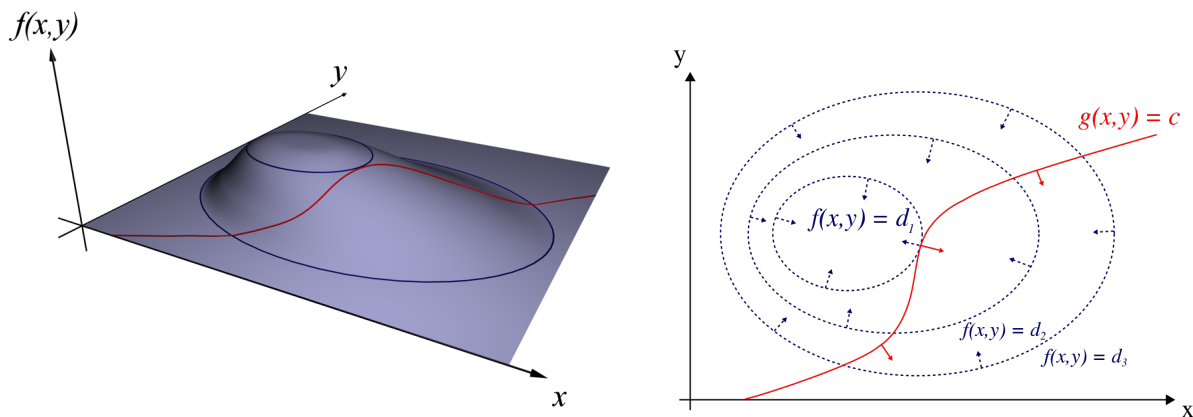 f(x,y)
y
x
y
g(x,y) = c
f(x,y) = d₁
f(x,y) = d₂
f(x,y) = d₃
x